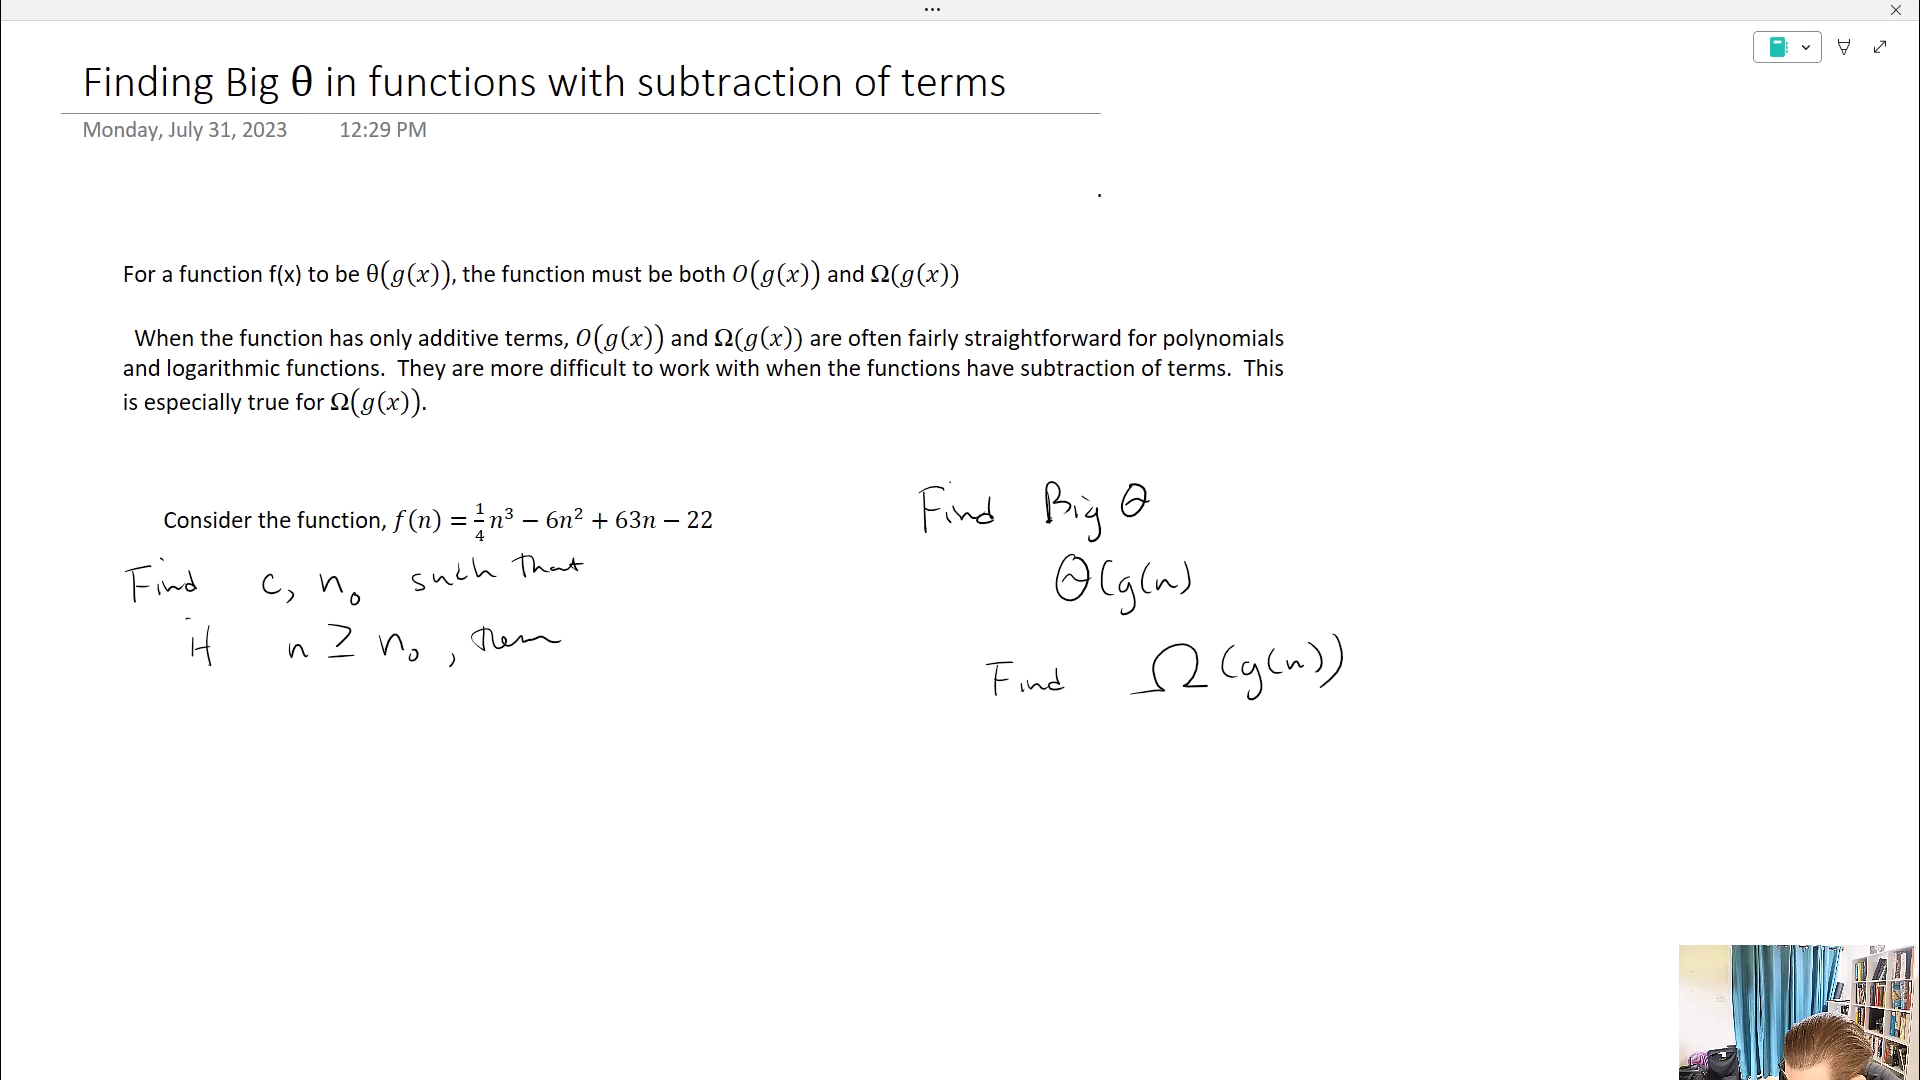 Finding Big θ in functions with subtraction of terms
Monday, July 31, 2023 12:29 PM
For a function f(x) to be θ(g(x)), the function must be both O(g(x)) and Ω(g(x))
When the function has only additive terms, O(g(x)) and Ω(g(x)) are often fairly straightforward for polynomials
and logarithmic functions. They are more difficult to work with when the functions have subtraction of terms. This
is especially true for Ω(g(x)).
Consider the function, f(n) = 1/4 n³ − 6n² + 63n − 22
Find c, n₀ such that
if n ≥ n₀, then
Find Big θ
θ(g(n)
Find Ω(g(n))